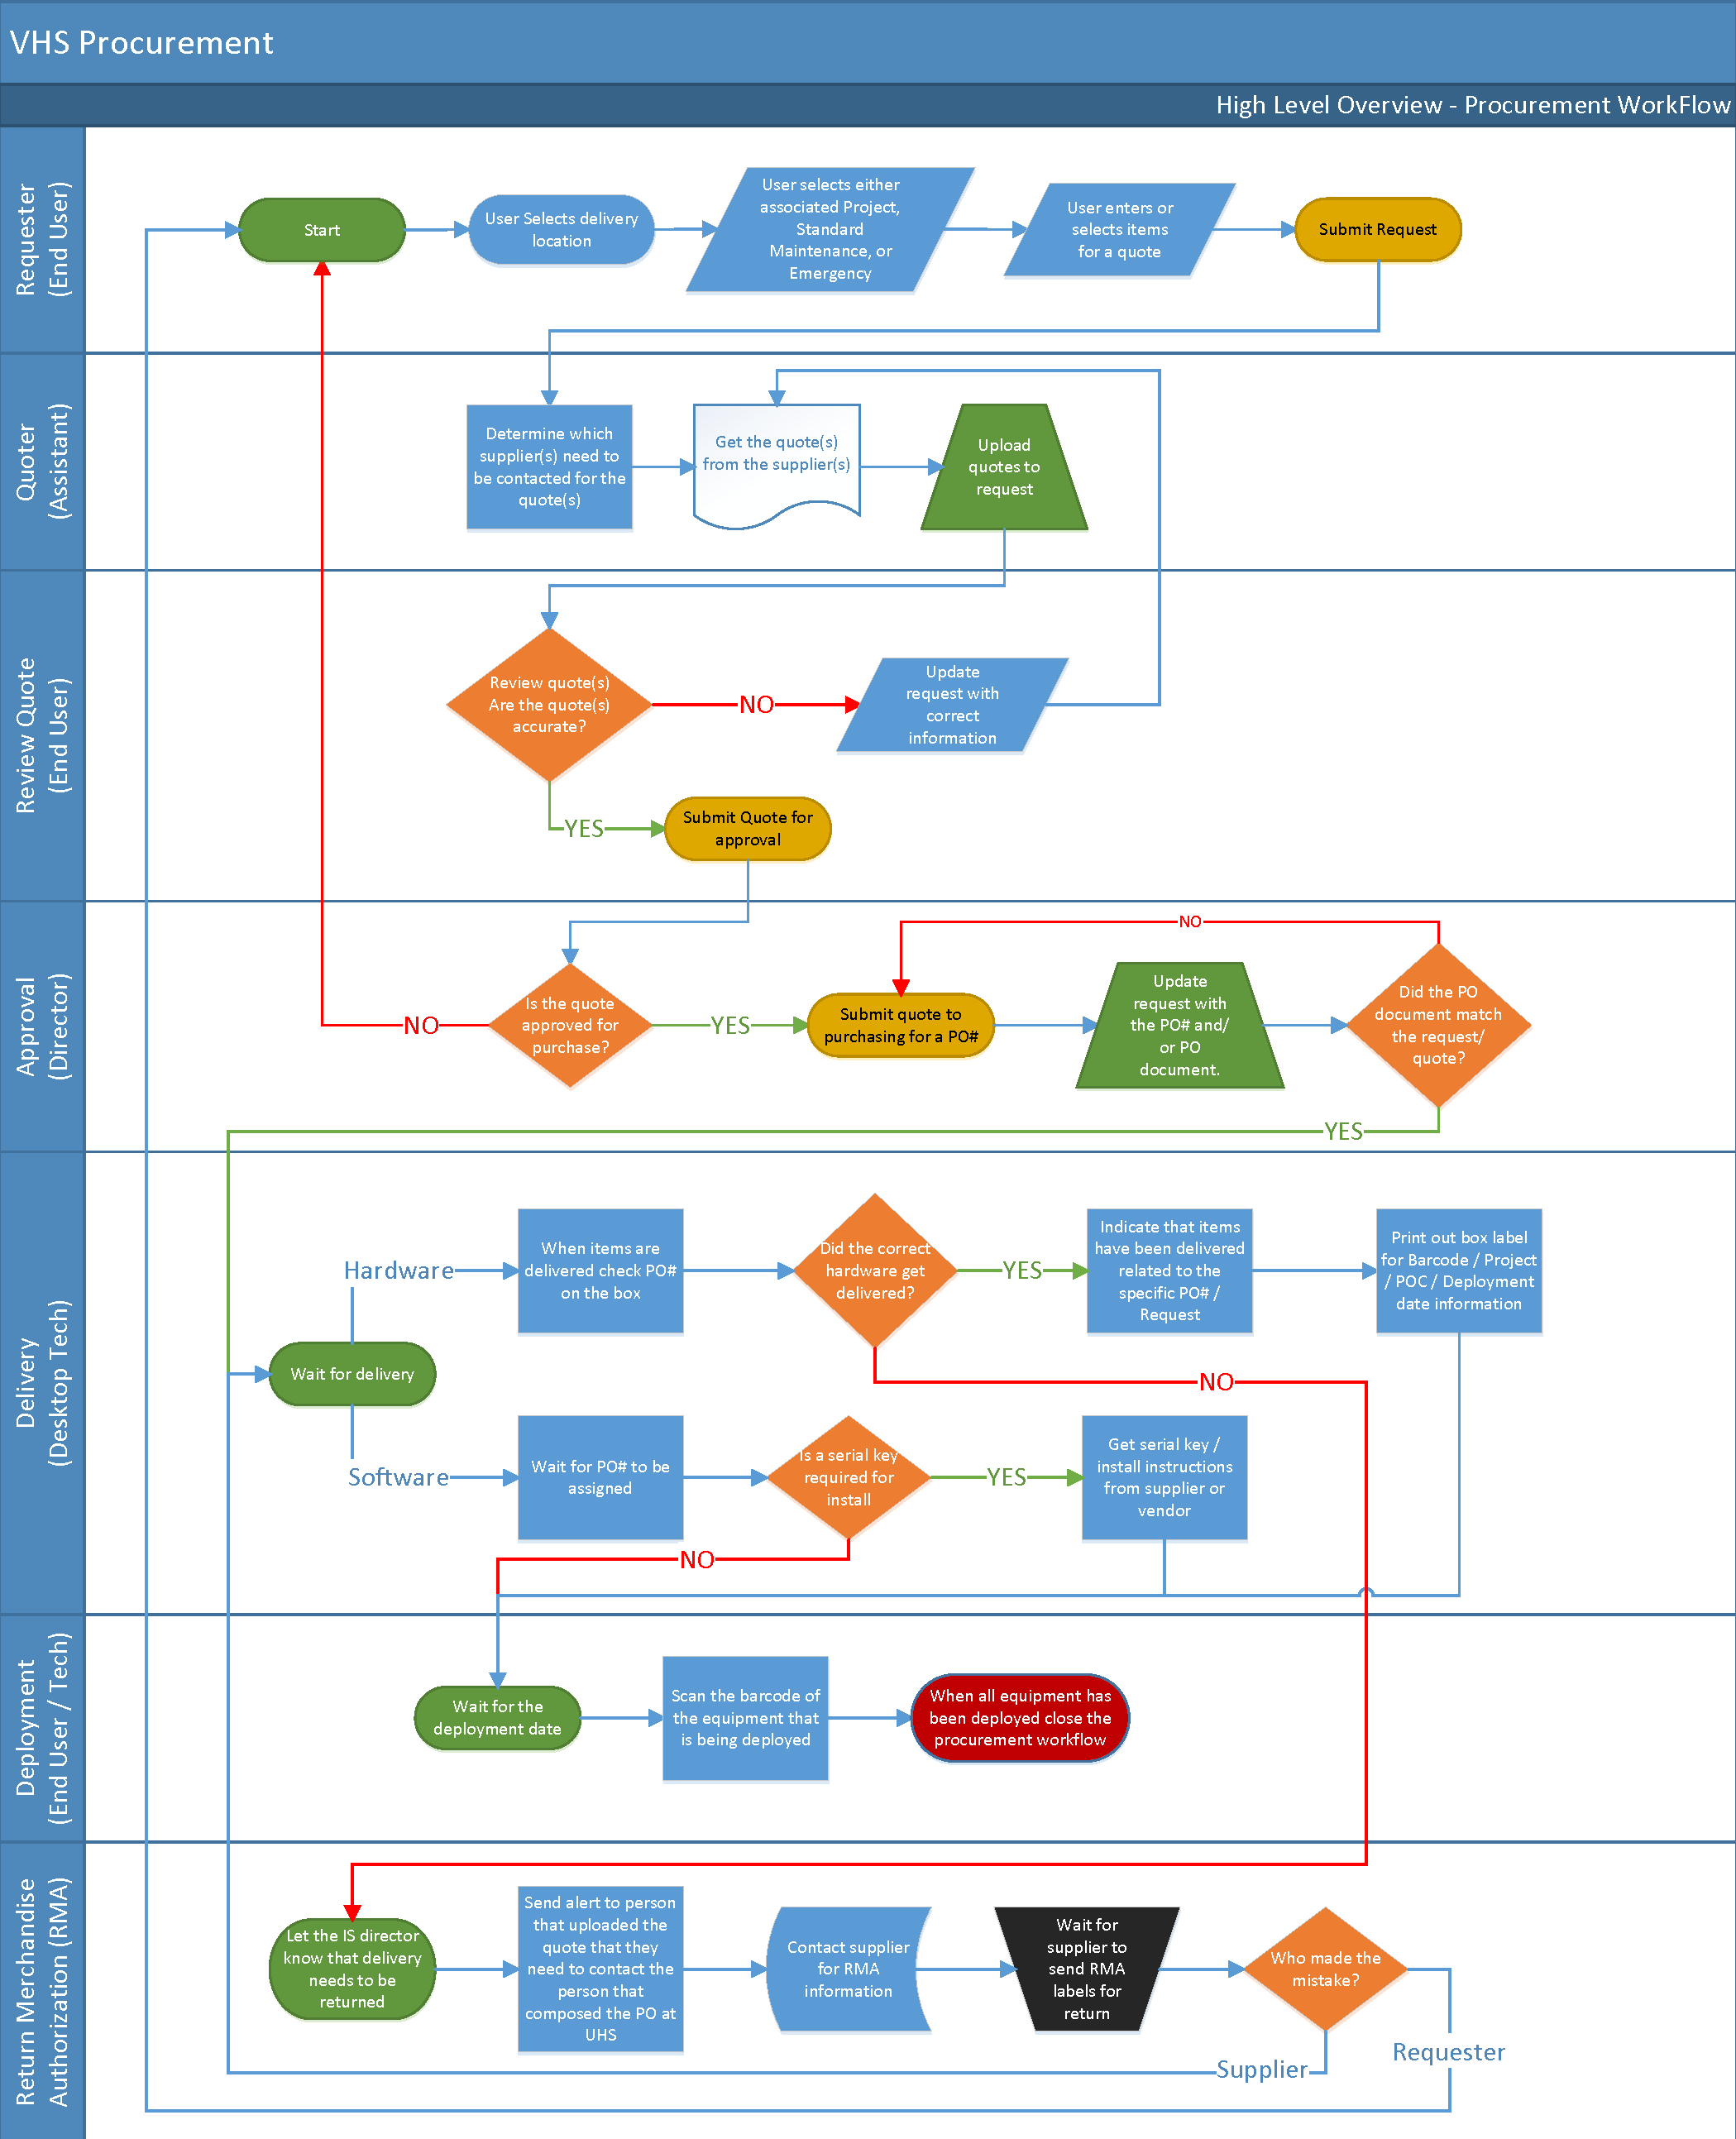 VHS Procurement
High Level Overview - Procurement WorkFlow
Requester
(End User)
Start
User Selects delivery
location
User selects either
associated Project,
Standard
Maintenance, or
Emergency
User enters or
selects items
for a quote
Submit Request
Quoter
(Assistant)
Determine which
supplier(s) need to
be contacted for the
quote(s)
Get the quote(s)
from the supplier(s)
Upload
quotes to
request
Review Quote
(End User)
Review quote(s)
Are the quote(s)
accurate?
NO
Update
request with
correct
information
YES
Submit Quote for
approval
Approval
(Director)
NO
Is the quote
approved for
purchase?
YES
Submit quote to
purchasing for a PO#
NO
Update
request with
the PO# and/
or PO
document.
Did the PO
document match
the request/
quote?
YES
Delivery
(Desktop Tech)
Wait for delivery
Hardware
When items are
delivered check PO#
on the box
Did the correct
hardware get
delivered?
YES
Indicate that items
have been delivered
related to the
specific PO# /
Request
Print out box label
for Barcode / Project
/ POC / Deployment
date information
NO
Software
Wait for PO# to be
assigned
Is a serial key
required for
install
YES
Get serial key /
install instructions
from supplier or
vendor
NO
Deployment
(End User / Tech)
Wait for the
deployment date
Scan the barcode of
the equipment that
is being deployed
When all equipment has
been deployed close the
procurement workflow
Return Merchandise
Authorization (RMA)
Let the IS director
know that delivery
needs to be
returned
Send alert to person
that uploaded the
quote that they
need to contact the
person that
composed the PO at
UHS
Contact supplier
for RMA
information
Wait for
supplier to
send RMA
labels for
return
Who made the
mistake?
Requester
Supplier